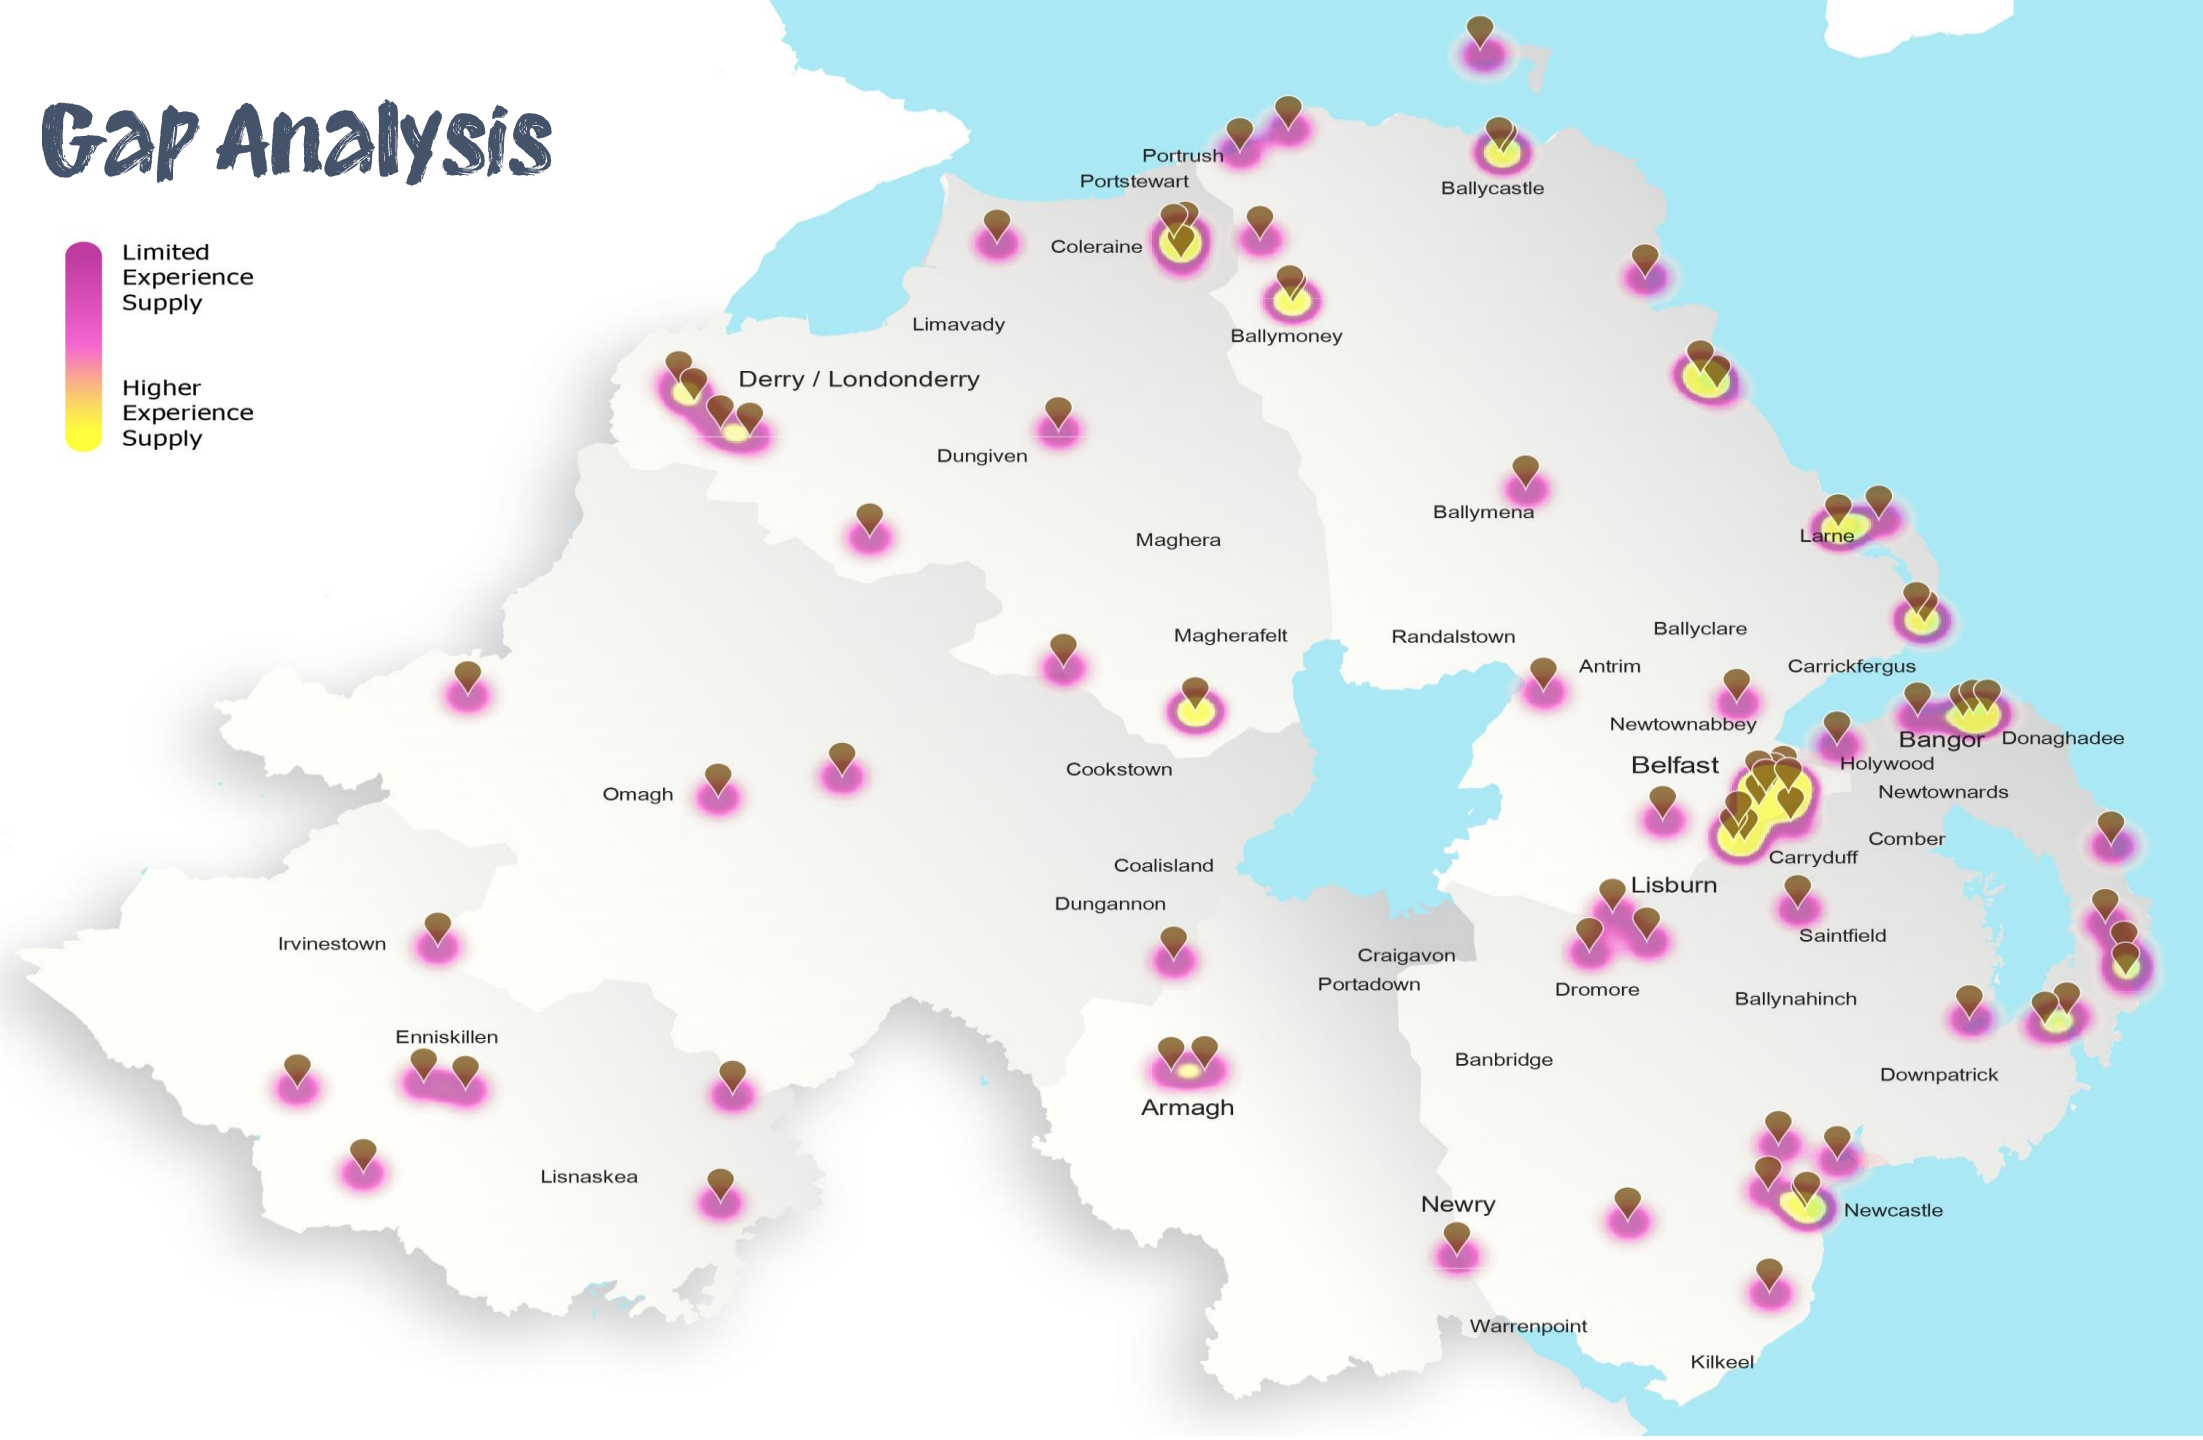 Gap Analysis
Limited
Experience
Supply
Higher
Experience
Supply
Portrush
Portstewart
Ballycastle
Coleraine
Limavady
Ballymoney
Derry / Londonderry
Dungiven
Ballymena
Larne
Maghera
Magherafelt
Randalstown
Ballyclare
Antrim
Carrickfergus
Newtownabbey
Bangor
Donaghadee
Belfast
Holywood
Cookstown
Omagh
Newtownards
Comber
Carryduff
Coalisland
Lisburn
Dungannon
Saintfield
Irvinestown
Craigavon
Portadown
Dromore
Ballynahinch
Enniskillen
Banbridge
Downpatrick
Armagh
Lisnaskea
Newry
Newcastle
Warrenpoint
Kilkeel